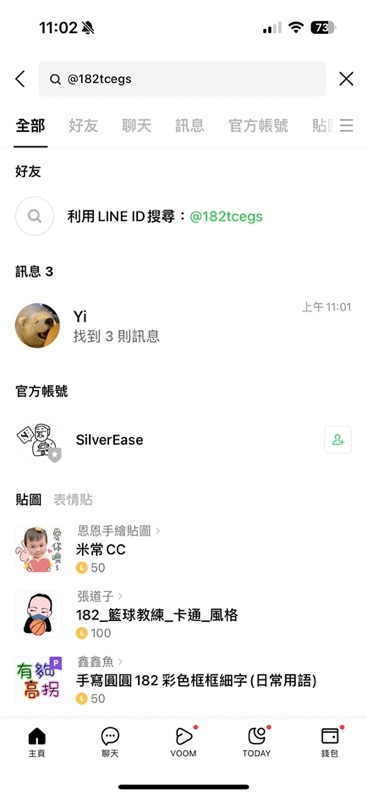 11:02
73
@182tcegs
全部 好友 聊天 訊息 官方帳號 貼
好友
利用 LINE ID 搜尋：@182tcegs
訊息 3
Yi
上午 11:01
找到 3 則訊息
官方帳號
SilverEase
貼圖 表情貼
恩恩手繪貼圖
米常 CC
L 50
張道子
182_籃球教練_卡通_風格
L 100
有夠
高拐
P
鑫鑫魚
手寫圓圓 182 彩色框框細字 (日常用語)
L 50
主頁 聊天 VOOM TODAY 錢包